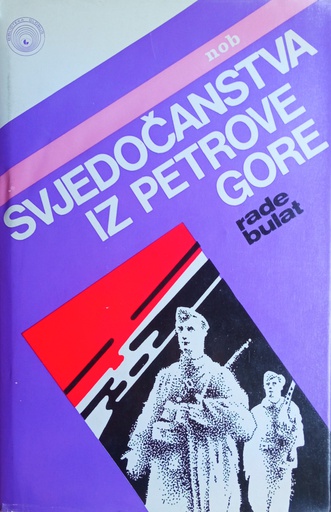 nob
SVJEDOČANSTVA
IZ PETROVE
GORE
rade
bulat